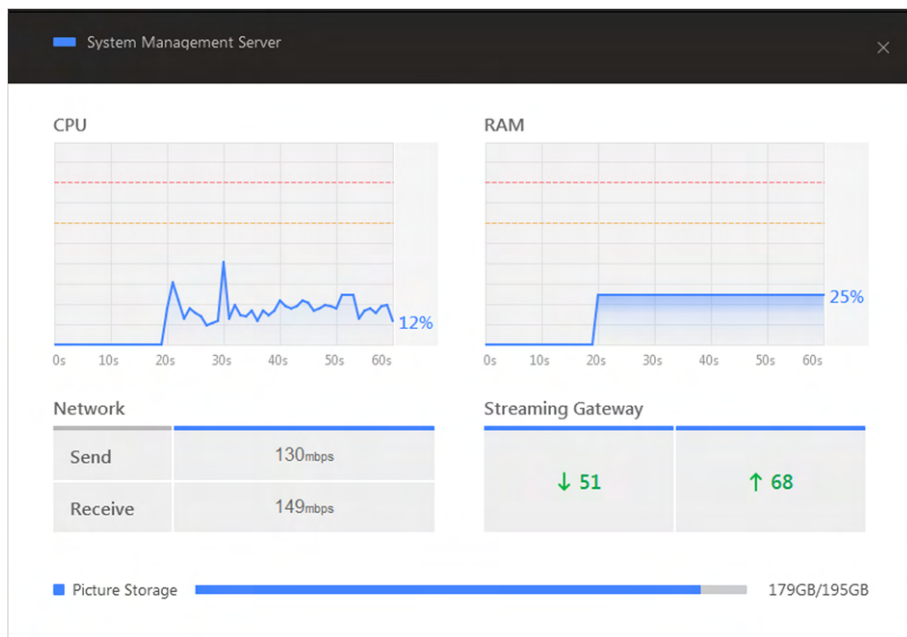 System Management Server
CPU
RAM
12%
25%
0s 10s 20s 30s 40s 50s 60s
0s 10s 20s 30s 40s 50s 60s
Network
Streaming Gateway
Send 130mbps
↓ 51 ↑ 68
Receive 149mbps
Picture Storage 179GB/195GB